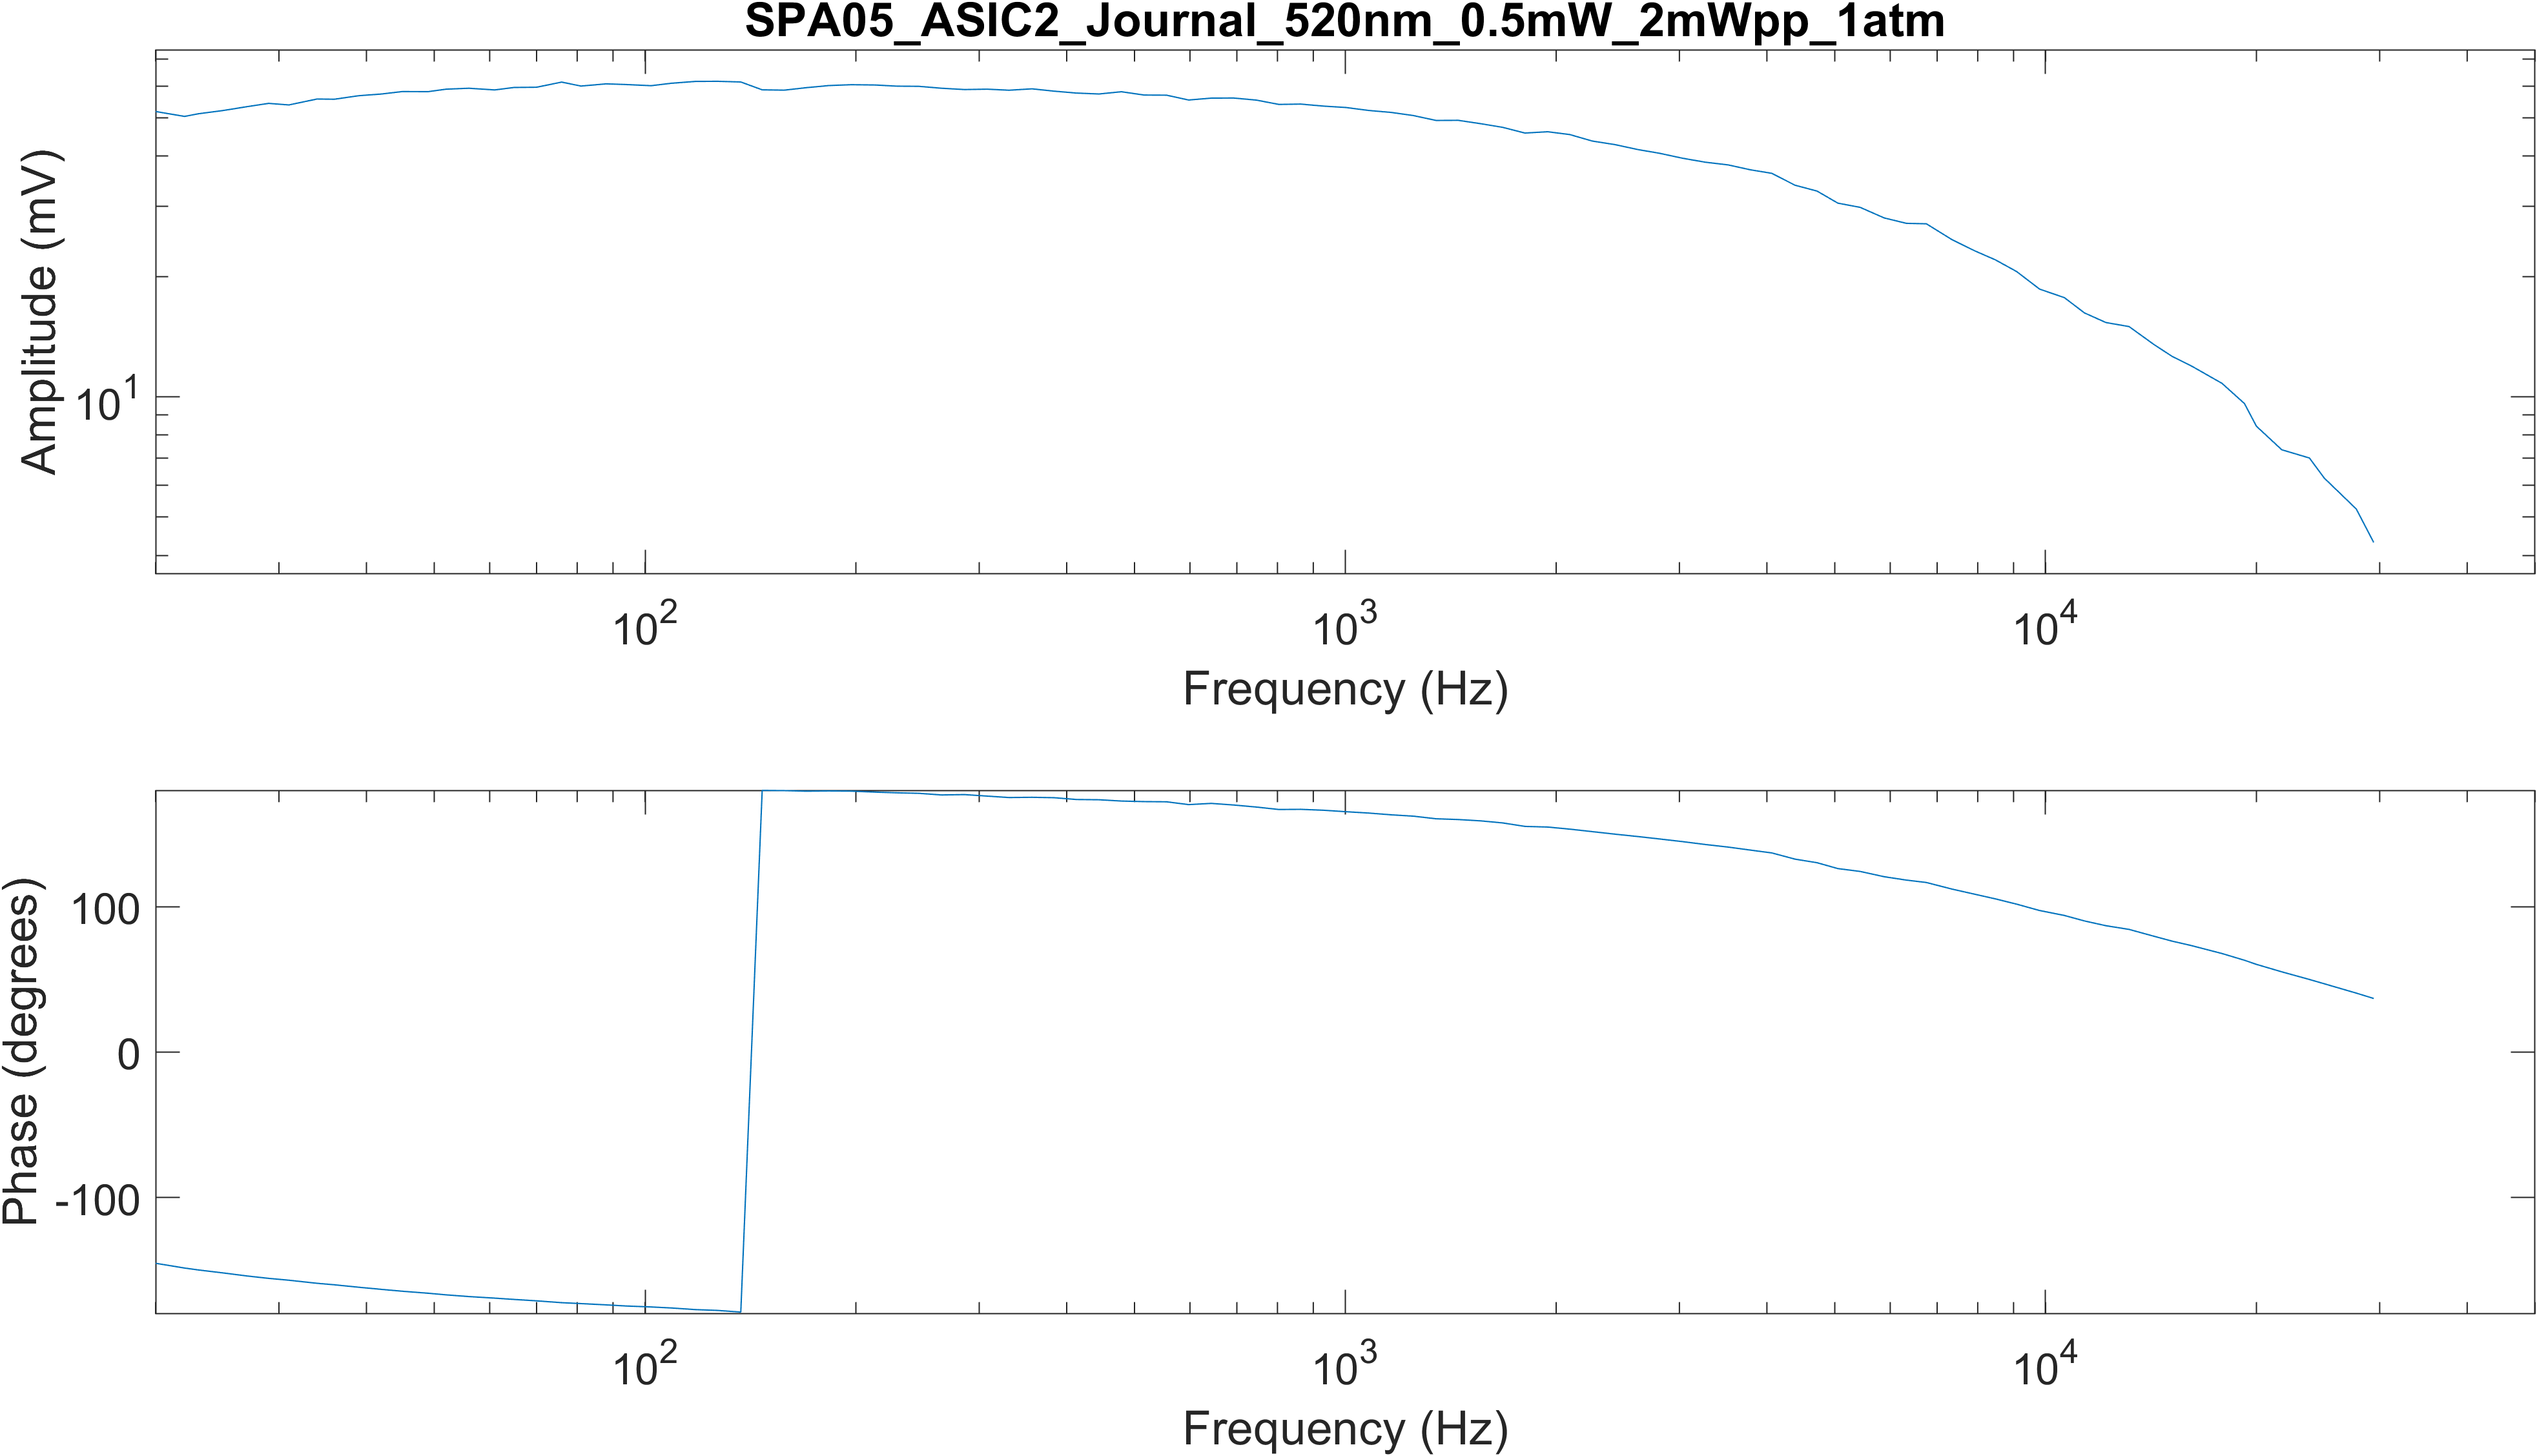 SPA05_ASIC2_Journal_520nm_0.5mW_2mWpp_1atm
Amplitude (mV)
10^1
10^2 10^3 10^4
Frequency (Hz)
Phase (degrees)
100
0
-100
10^2 10^3 10^4
Frequency (Hz)